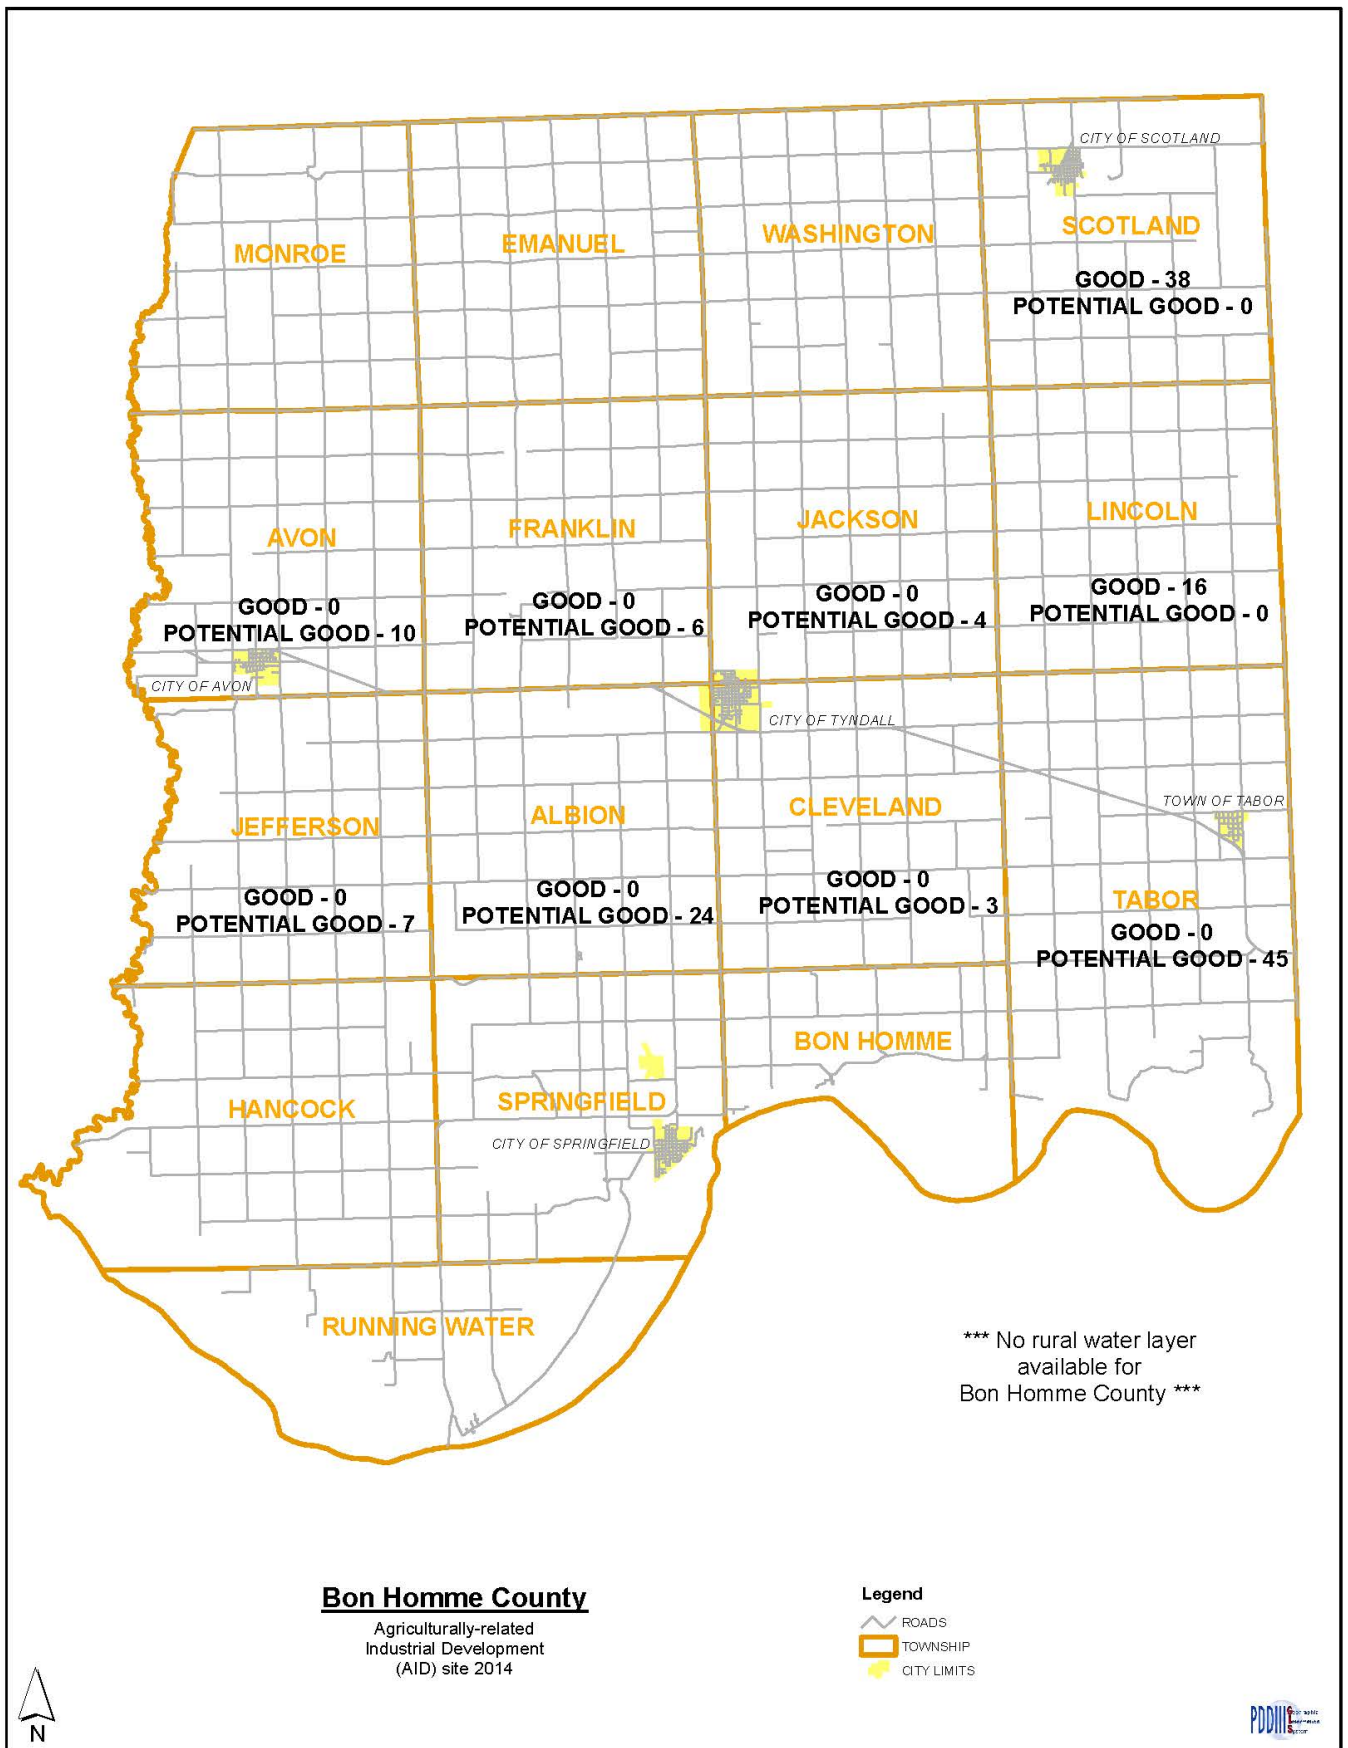 CITY OF SCOTLAND
MONROE
EMANUEL
WASHINGTON
SCOTLAND
GOOD - 38
POTENTIAL GOOD - 0
AVON
FRANKLIN
JACKSON
LINCOLN
GOOD - 0
POTENTIAL GOOD - 10
GOOD - 0
POTENTIAL GOOD - 6
GOOD - 0
POTENTIAL GOOD - 4
GOOD - 16
POTENTIAL GOOD - 0
CITY OF AVON
CITY OF TYNDALL
TOWN OF TABOR
JEFFERSON
ALBION
CLEVELAND
TABOR
GOOD - 0
POTENTIAL GOOD - 7
GOOD - 0
POTENTIAL GOOD - 24
GOOD - 0
POTENTIAL GOOD - 3
GOOD - 0
POTENTIAL GOOD - 45
BON HOMME
HANCOCK
SPRINGFIELD
CITY OF SPRINGFIELD
RUNNING WATER
*** No rural water layer
available for
Bon Homme County ***
Bon Homme County
Agriculturally-related
Industrial Development
(AID) site 2014
Legend
ROADS
TOWNSHIP
CITY LIMITS
N
PDDIII